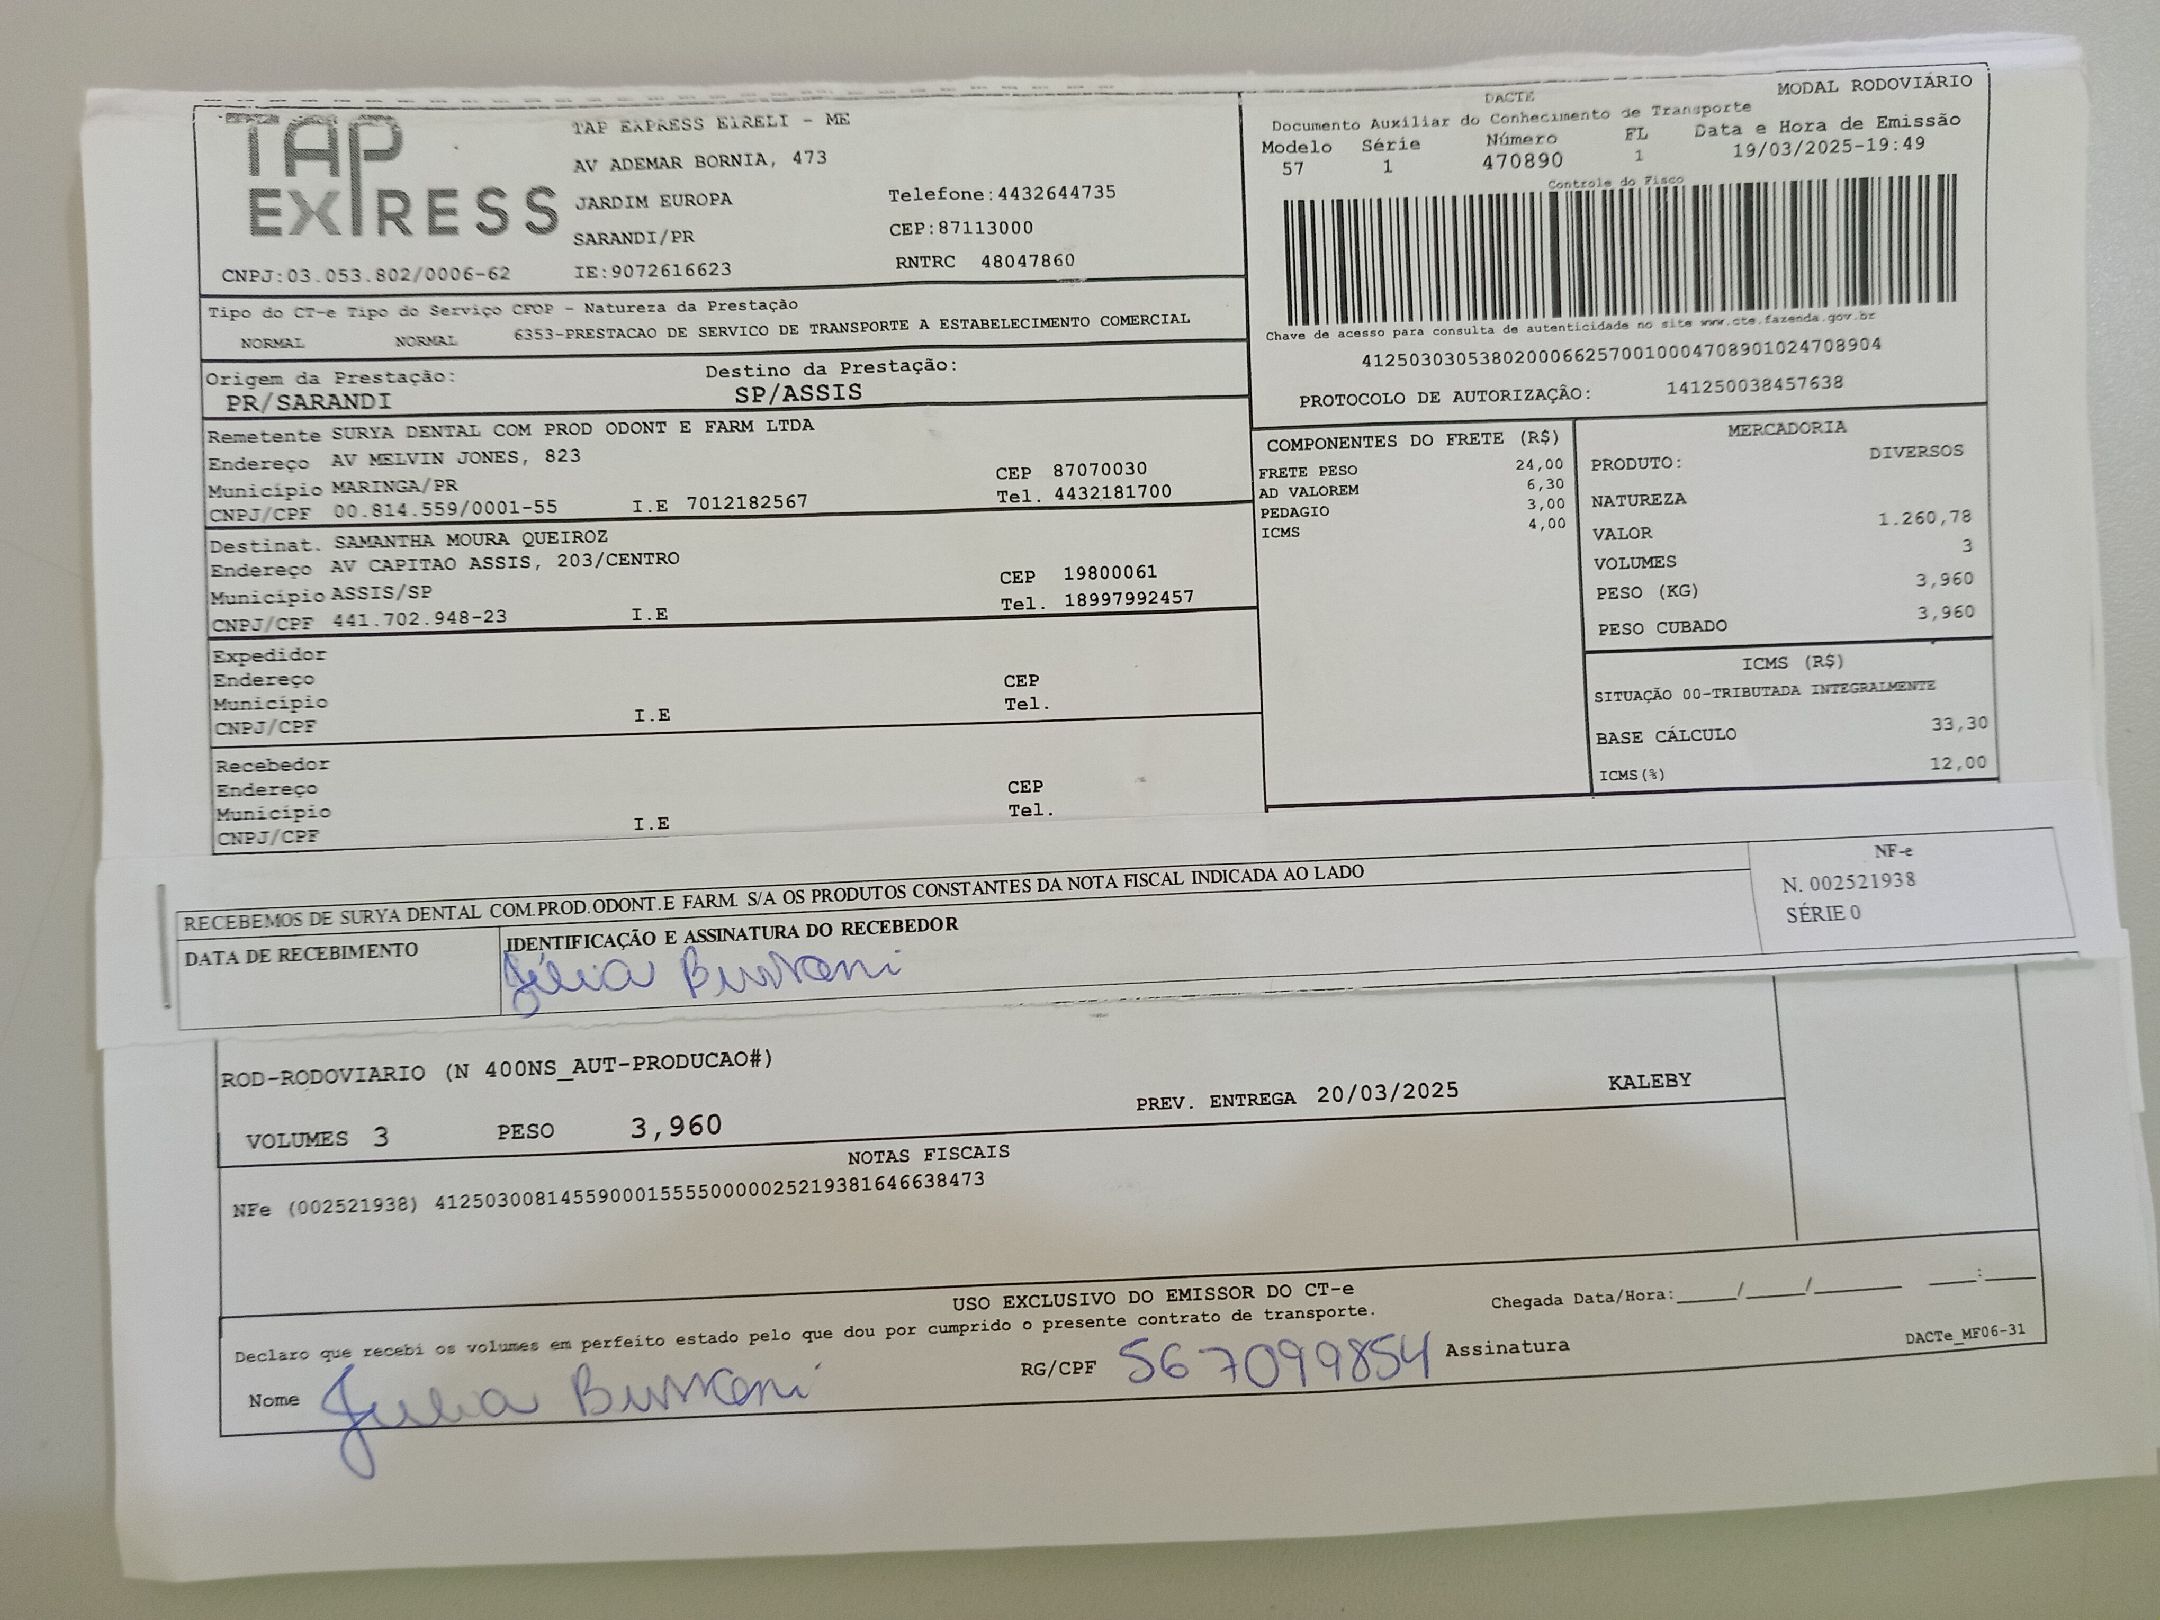 TAP EXPRESS
TAP EXPRESS EIRELI - ME
AV ADEMAR BORNIA, 473
JARDIM EUROPA Telefone:4432644735
SARANDI/PR CEP:87113000
CNPJ:03.053.802/0006-62 IE:9072616623 RNTRC 48047860
MODAL RODOVIÁRIO
DACTE
Documento Auxiliar do Conhecimento de Transporte
Modelo Série Número FL Data e Hora de Emissão
57 1 470890 1 19/03/2025-19:49
Controle do Fisco
Chave de acesso para consulta de autenticidade no site www.cte.fazenda.gov.br
41250303053802000662570010004708901024708904
PROTOCOLO DE AUTORIZAÇÃO: 141250038457638
Tipo do CT-e Tipo do Serviço CFOP - Natureza da Prestação
NORMAL NORMAL 6353-PRESTACAO DE SERVICO DE TRANSPORTE A ESTABELECIMENTO COMERCIAL
Origem da Prestação: Destino da Prestação:
PR/SARANDI SP/ASSIS
Remetente SURYA DENTAL COM PROD ODONT E FARM LTDA
Endereço AV MELVIN JONES, 823 CEP 87070030
Município MARINGA/PR Tel. 4432181700
CNPJ/CPF 00.814.559/0001-55 I.E 7012182567
Destinat. SAMANTHA MOURA QUEIROZ
Endereço AV CAPITAO ASSIS, 203/CENTRO CEP 19800061
Município ASSIS/SP Tel. 18997992457
CNPJ/CPF 441.702.948-23 I.E
Expedidor
Endereço CEP
Município Tel.
CNPJ/CPF I.E
Recebedor
Endereço CEP
Município Tel.
CNPJ/CPF I.E
COMPONENTES DO FRETE (R$)
FRETE PESO 24,00
AD VALOREM 6,30
PEDAGIO 3,00
ICMS 4,00
MERCADORIA
PRODUTO: DIVERSOS
NATUREZA
VALOR 1.260,78
VOLUMES 3
PESO (KG) 3,960
PESO CUBADO 3,960
ICMS (R$)
SITUAÇÃO 00-TRIBUTADA INTEGRALMENTE
BASE CÁLCULO 33,30
ICMS(%) 12,00
RECEBEMOS DE SURYA DENTAL COM.PROD.ODONT.E FARM. S/A OS PRODUTOS CONSTANTES DA NOTA FISCAL INDICADA AO LADO
DATA DE RECEBIMENTO IDENTIFICAÇÃO E ASSINATURA DO RECEBEDOR
Júlia
NF-e
N. 002521938
SÉRIE 0
ROD-RODOVIARIO (N 400NS_AUT-PRODUCAO#)
VOLUMES 3 PESO 3,960 PREV. ENTREGA 20/03/2025 KALEBY
NOTAS FISCAIS
NFe (002521938) 41250300814559000155550000025219381646638473
USO EXCLUSIVO DO EMISSOR DO CT-e
Declaro que recebi os volumes em perfeito estado pelo que dou por cumprido o presente contrato de transporte. Chegada Data/Hora:_____/_____/_______ ____:____
Nome Julia RG/CPF 567099854 Assinatura
DACTe_MF06-31